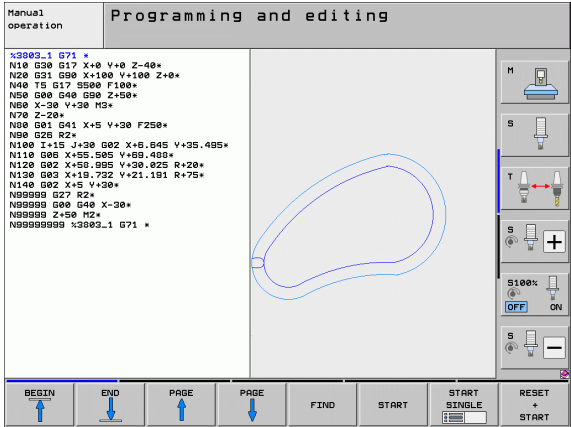 Manual operation
Programming and editing
%3803_1 G71 *
N10 G30 G17 X+0 Y+0 Z-40*
N20 G31 G90 X+100 Y+100 Z+0*
N40 T5 G17 S500 F100*
N50 G00 G40 G90 Z+50*
N60 X-30 Y+30 M3*
N70 Z-20*
N80 G01 G41 X+5 Y+30 F250*
N90 G26 R2*
N100 I+15 J+30 G02 X+6.645 Y+35.495*
N110 G06 X+55.505 Y+69.488*
N120 G02 X+58.995 Y+30.025 R+20*
N130 G03 X+19.732 Y+21.191 R+75*
N140 G02 X+5 Y+30*
N99999 G27 R2*
N99999 G00 G40 X-30*
N99999 Z+50 M2*
N99999999 %3803_1 G71 *
M
S
T
S
+
S100%
OFF ON
S
−
BEGIN
END
PAGE
PAGE
FIND
START
START SINGLE
RESET + START